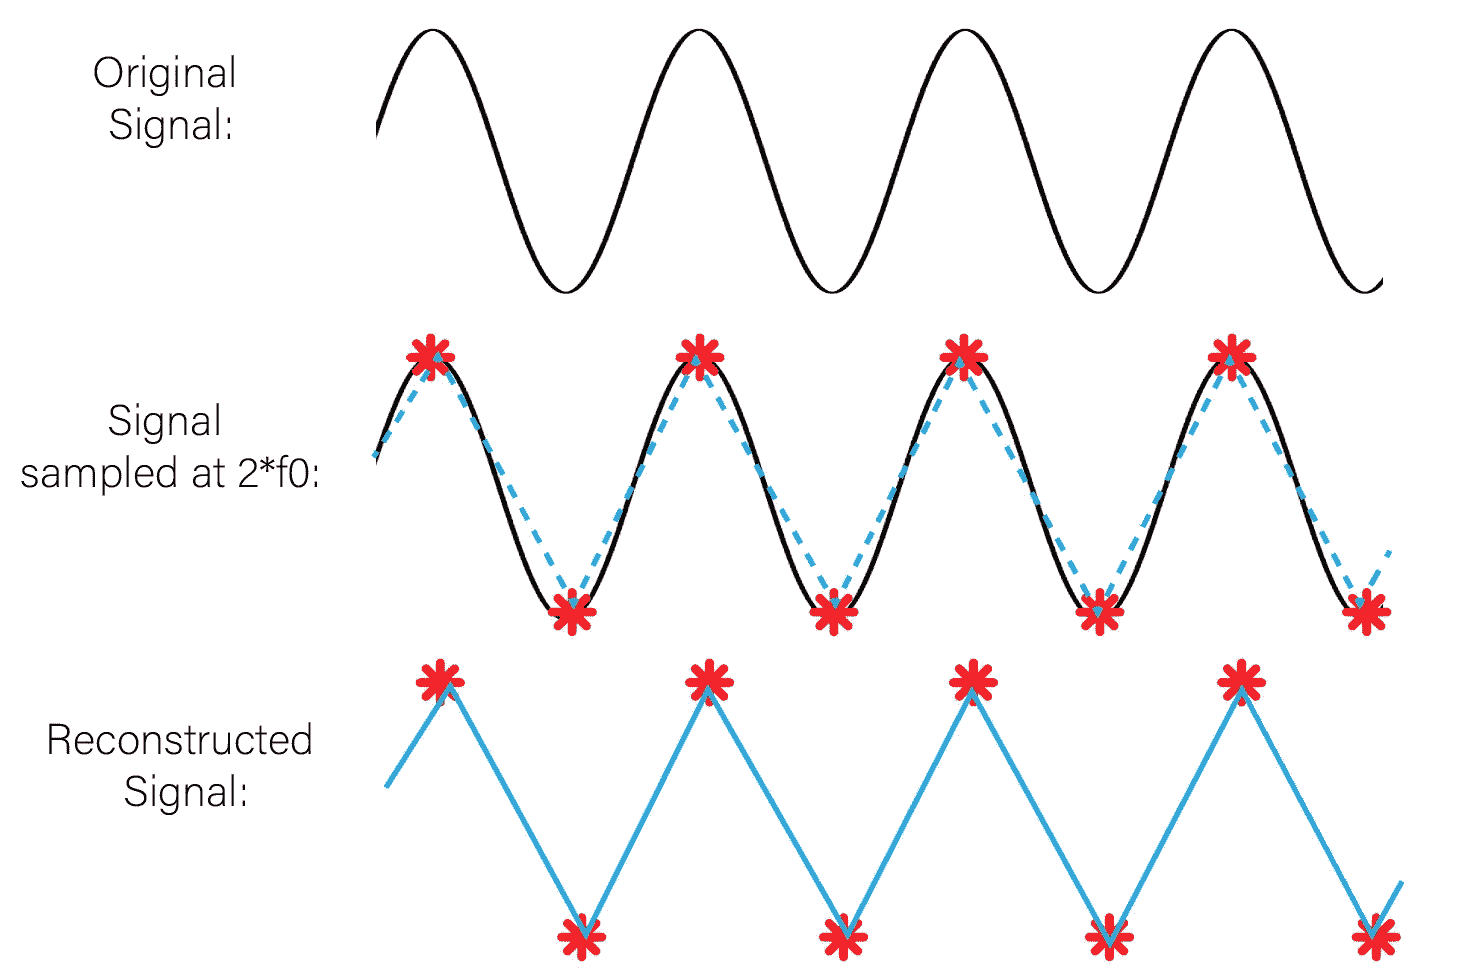 Original
Signal:
Signal
sampled at 2*f0:
Reconstructed
Signal: